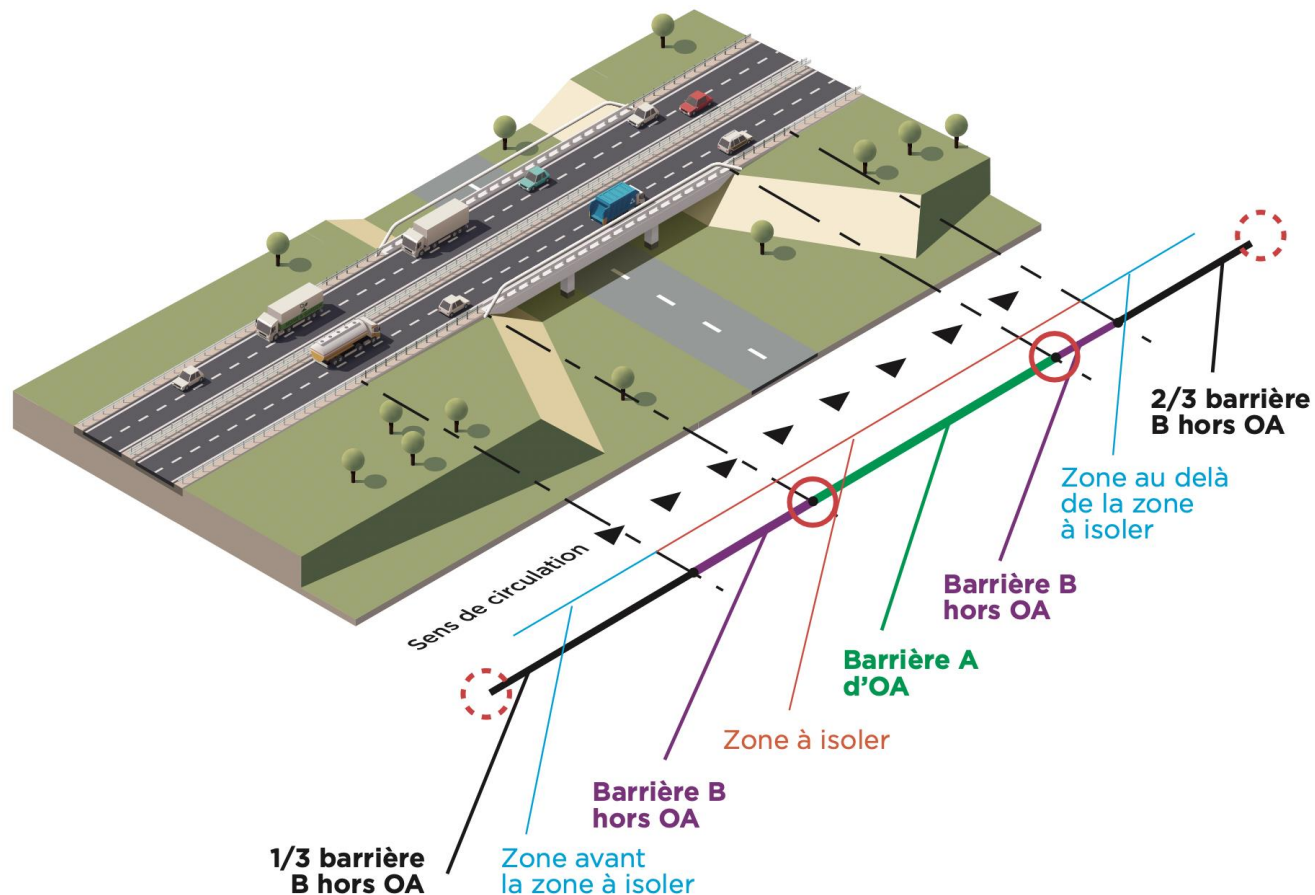 2/3 barrière
B hors OA
Zone au delà
de la zone
à isoler
Sens de circulation
Barrière B
hors OA
Barrière A
d'OA
Zone à isoler
Barrière B
hors OA
1/3 barrière
B hors OA
Zone avant
la zone à isoler